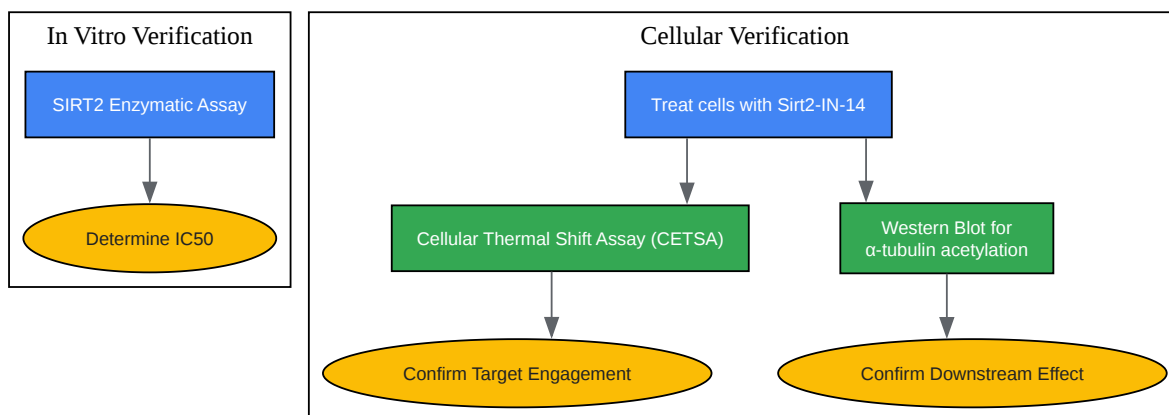 In Vitro Verification
SIRT2 Enzymatic Assay
Determine IC50
Cellular Verification
Treat cells with Sirt2-IN-14
Cellular Thermal Shift Assay (CETSA)
Western Blot for
α-tubulin acetylation
Confirm Target Engagement
Confirm Downstream Effect